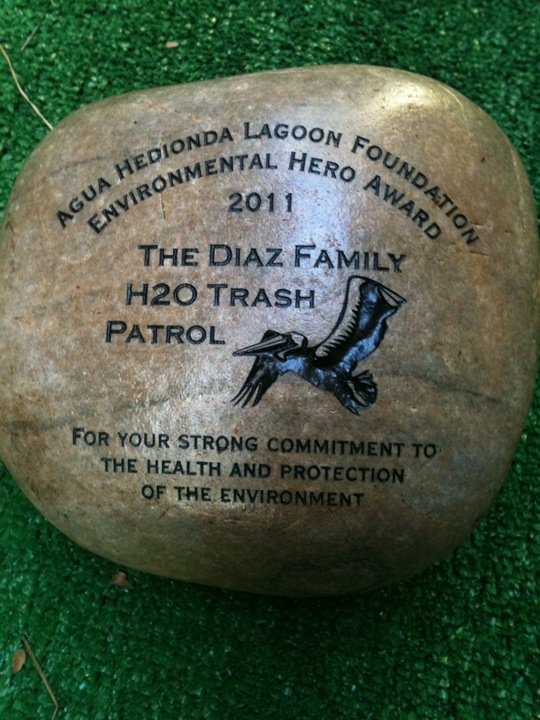 Agua Hedionda Lagoon Foundation
Environmental Hero Award
2011
The Diaz Family
H2O Trash
Patrol
For your strong commitment to
the health and protection
of the environment